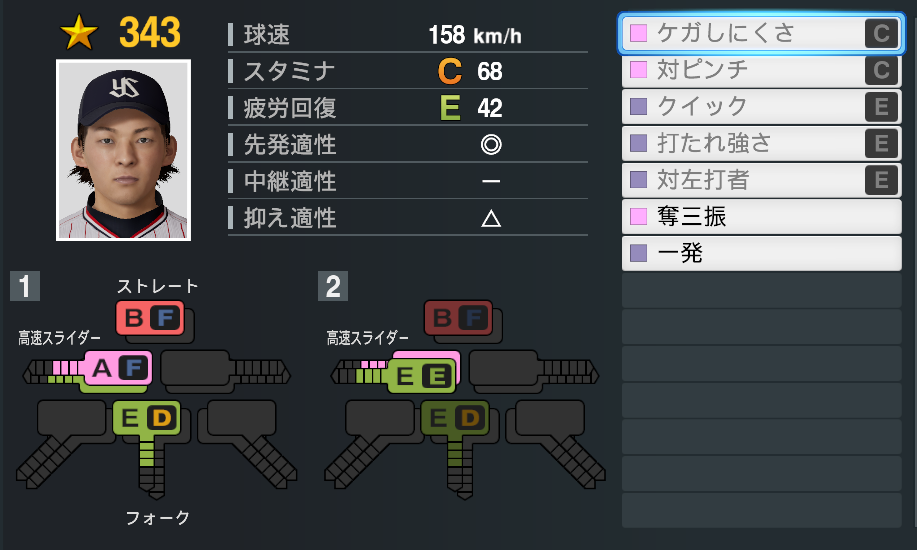 343
球速 158 km/h
スタミナ C 68
疲労回復 E 42
先発適性 ◎
中継適性 ー
抑え適性 △
YS
ケガしにくさ C
対ピンチ C
クイック E
打たれ強さ E
対左打者 E
奪三振
一発
1
ストレート
B F
高速スライダー
A F
E D
フォーク
2
B F
高速スライダー
E E
E D